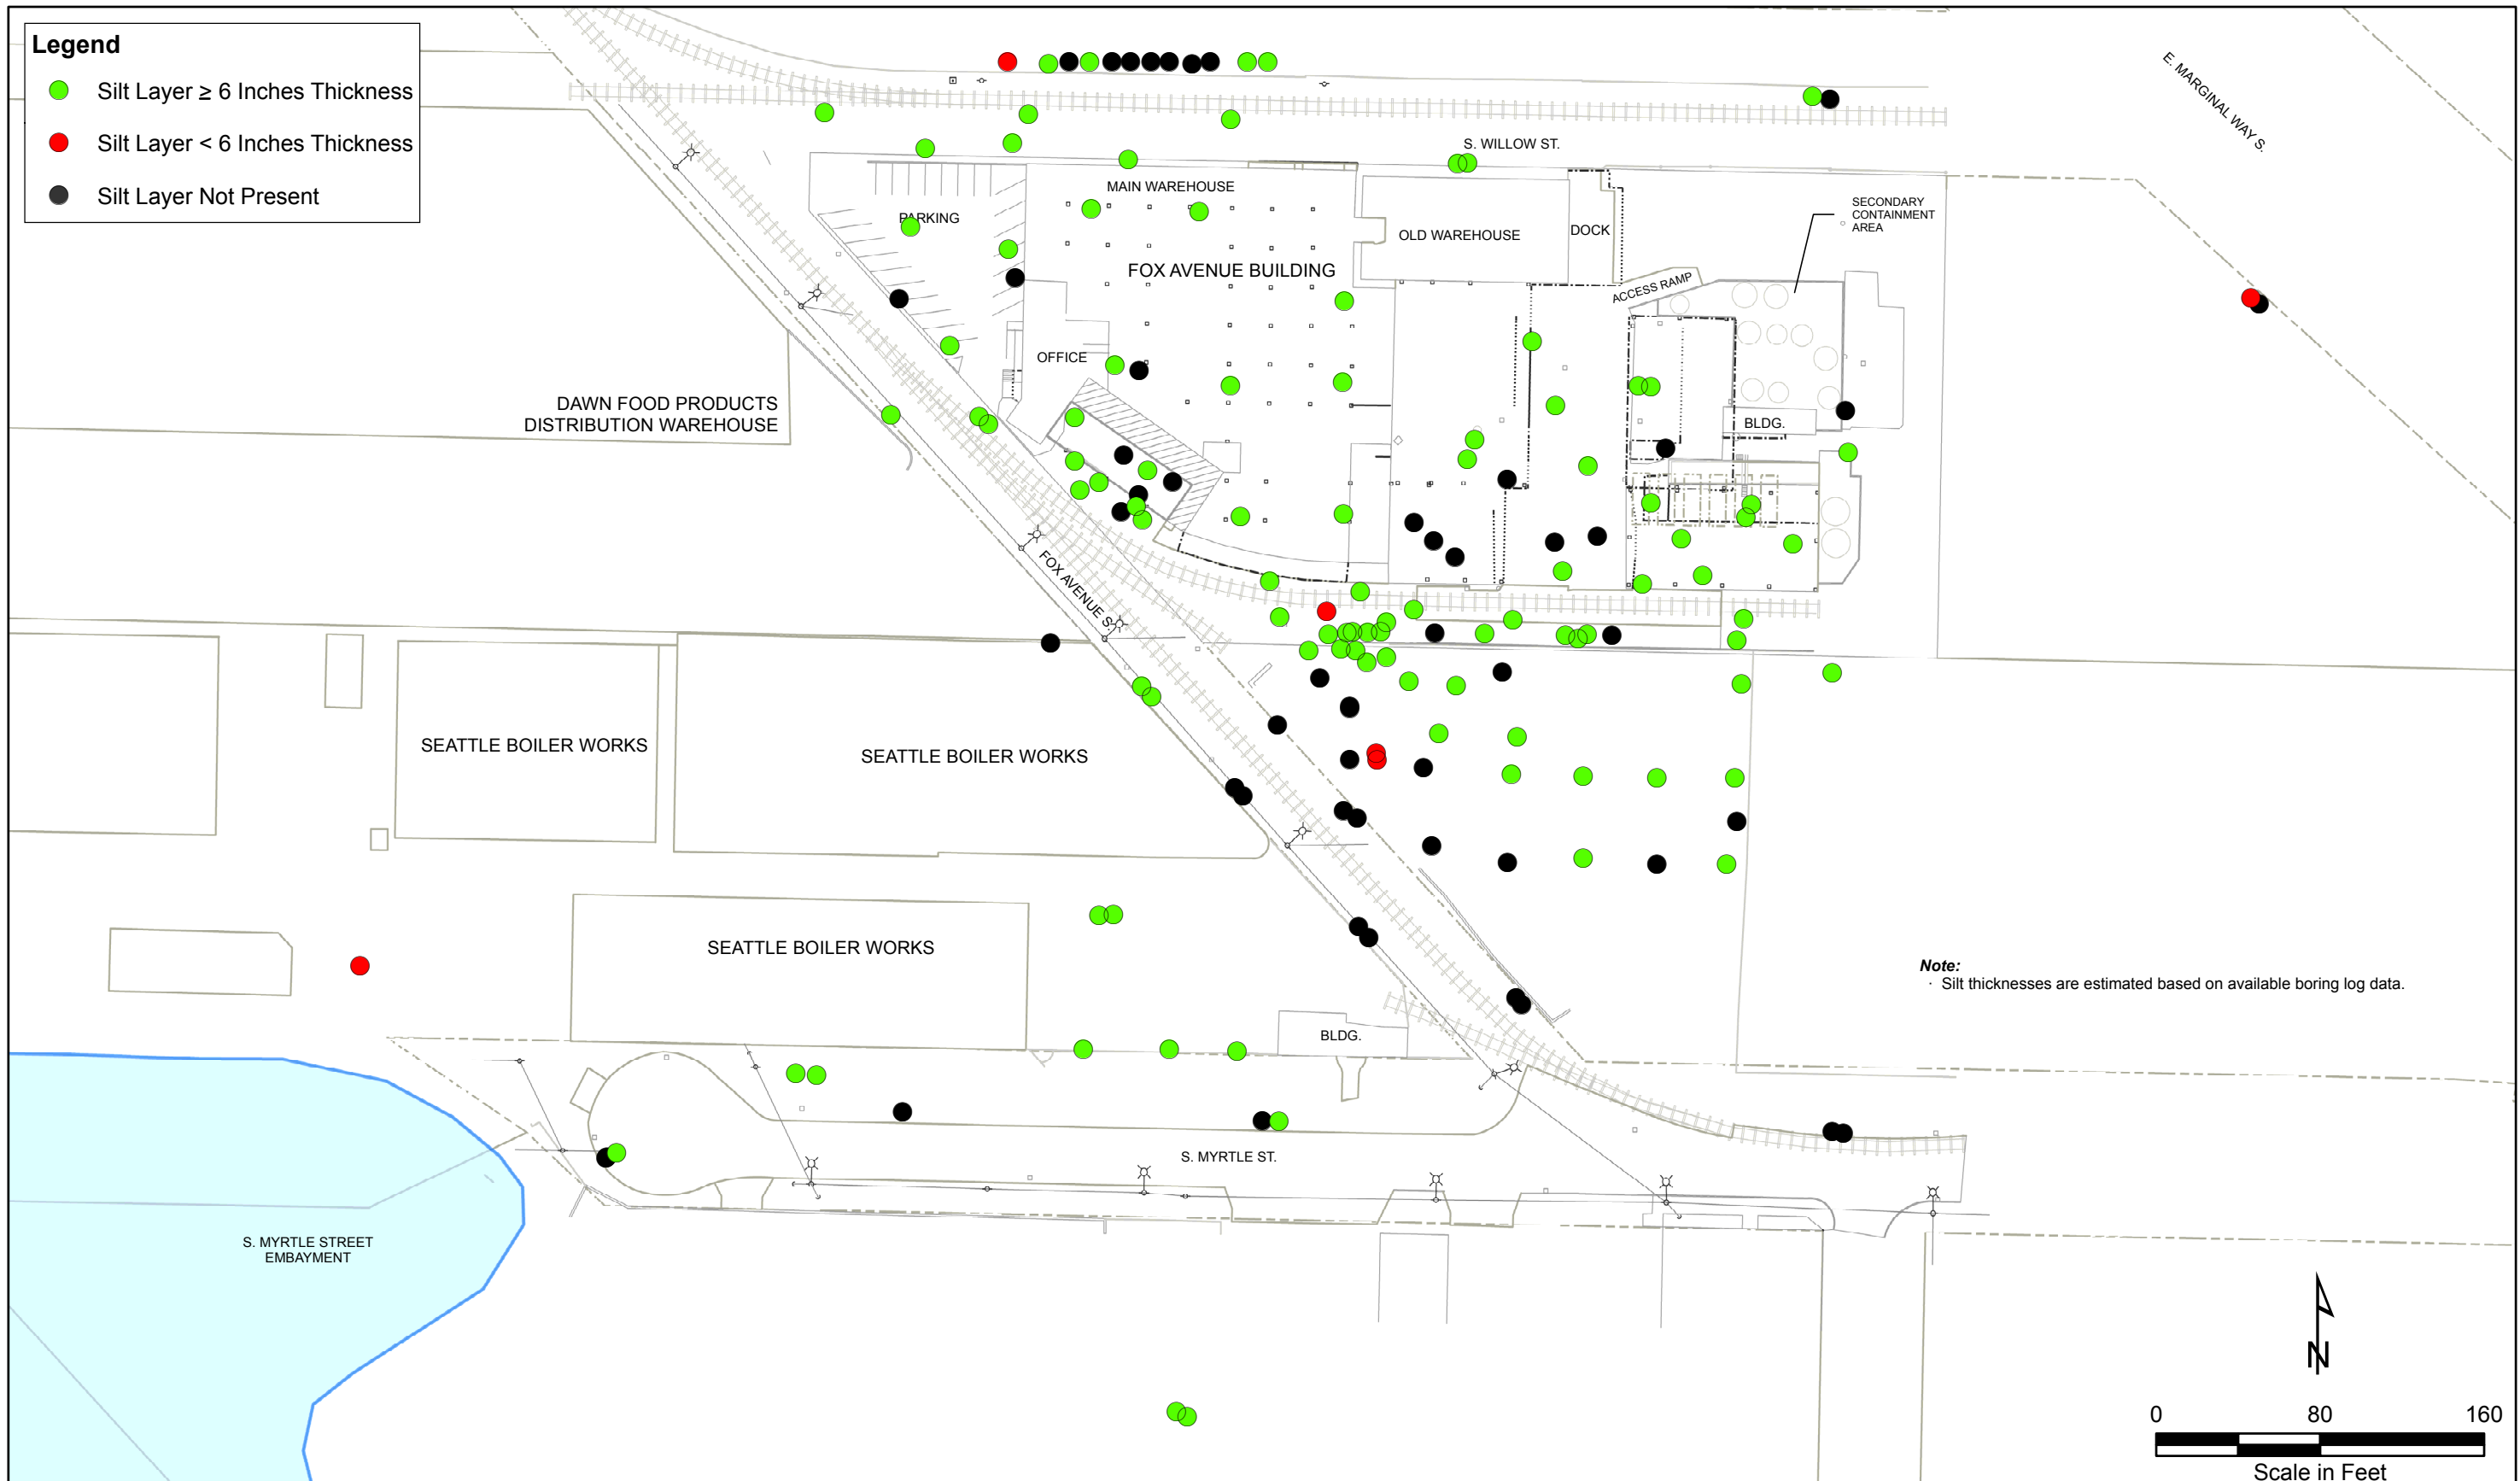 Legend
Silt Layer ≥ 6 Inches Thickness
Silt Layer < 6 Inches Thickness
Silt Layer Not Present
E. MARGINAL WAY S.
S. WILLOW ST.
MAIN WAREHOUSE
PARKING
OLD WAREHOUSE
DOCK
SECONDARY
CONTAINMENT
AREA
FOX AVENUE BUILDING
ACCESS RAMP
OFFICE
DAWN FOOD PRODUCTS
DISTRIBUTION WAREHOUSE
BLDG.
FOX AVENUE S.
SEATTLE BOILER WORKS
SEATTLE BOILER WORKS
SEATTLE BOILER WORKS
Note:
· Silt thicknesses are estimated based on available boring log data.
BLDG.
S. MYRTLE ST.
S. MYRTLE STREET
EMBAYMENT
N
0 80 160
Scale in Feet